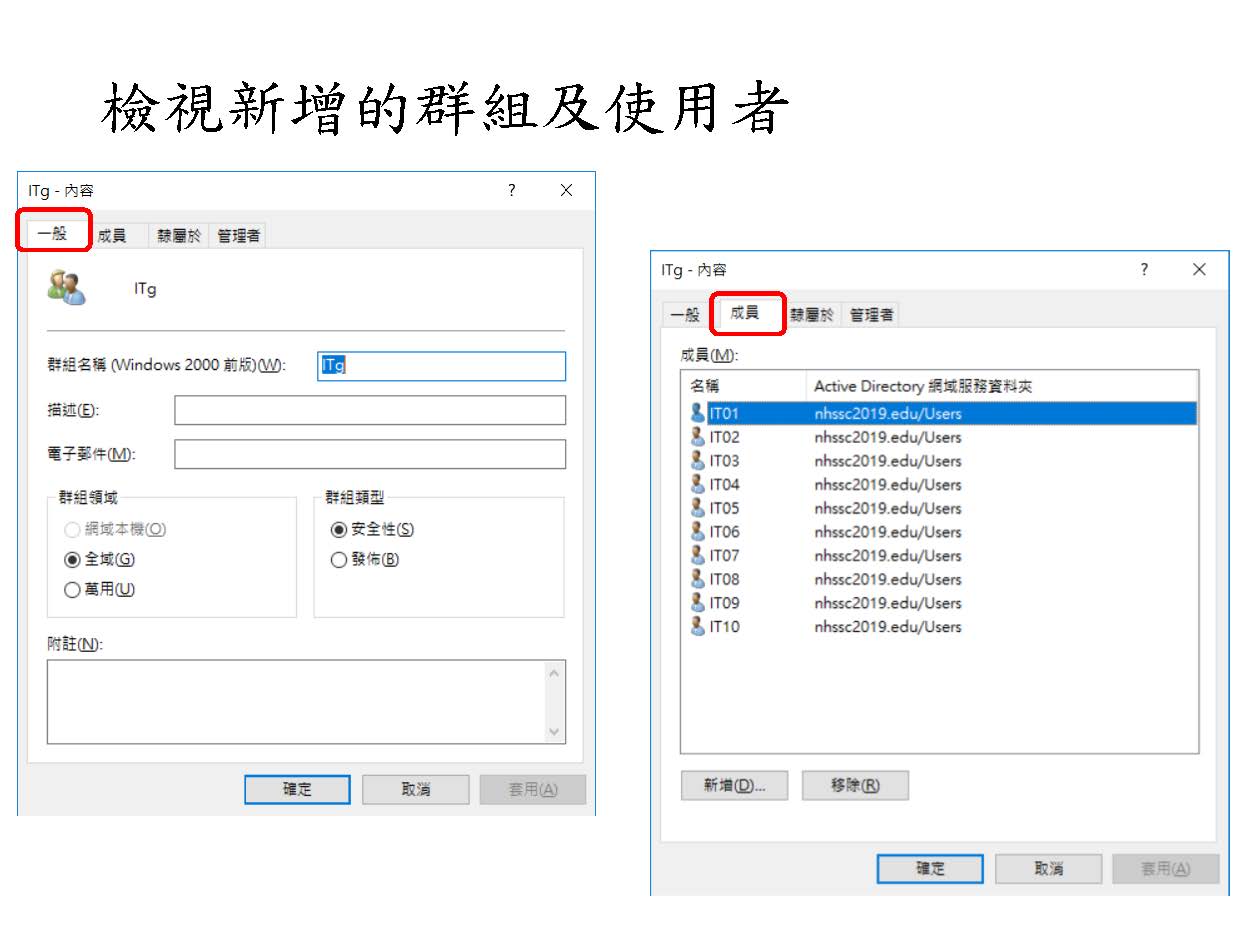 檢視新增的群組及使用者
ITg - 內容
?
一般 成員 隸屬於 管理者
ITg
群組名稱 (Windows 2000 前版)(W):
ITg
描述(E):
電子郵件(M):
群組領域
網域本機(O)
全域(G)
萬用(U)
群組類型
安全性(S)
發佈(B)
附註(N):
確定 取消 套用(A)
ITg - 內容
?
一般 成員 隸屬於 管理者
成員(M):
名稱 Active Directory 網域服務資料夾
IT01 nhssc2019.edu/Users
IT02 nhssc2019.edu/Users
IT03 nhssc2019.edu/Users
IT04 nhssc2019.edu/Users
IT05 nhssc2019.edu/Users
IT06 nhssc2019.edu/Users
IT07 nhssc2019.edu/Users
IT08 nhssc2019.edu/Users
IT09 nhssc2019.edu/Users
IT10 nhssc2019.edu/Users
新增(D)... 移除(R)
確定 取消 套用(A)